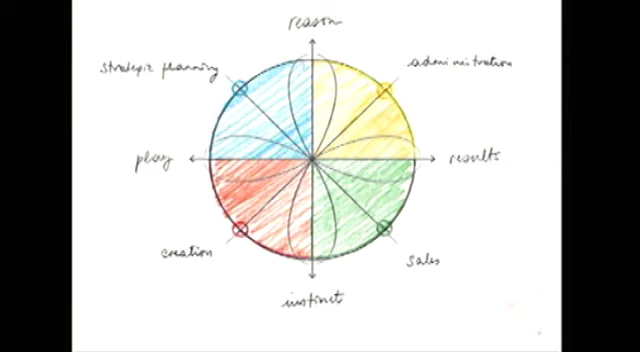 reason
strategic planning
administration
play
results
creation
sales
instinct